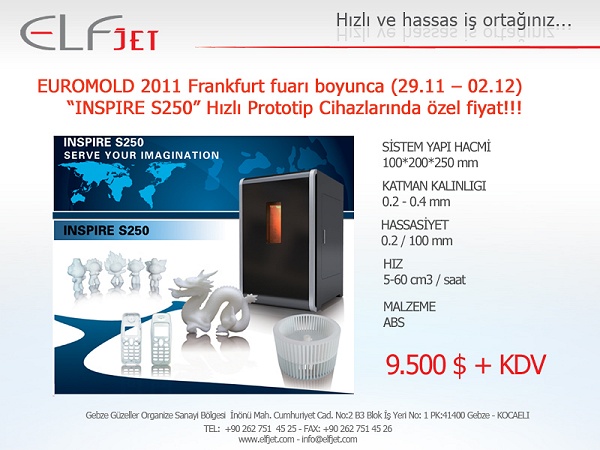 ELFJET
Hızlı ve hassas iş ortağınız...
EUROMOLD 2011 Frankfurt fuarı boyunca (29.11 – 02.12)
“INSPIRE S250” Hızlı Prototip Cihazlarında özel fiyat!!!
INSPIRE S250
SERVE YOUR IMAGINATION
INSPIRE S250
SİSTEM YAPI HACMİ
100*200*250 mm
KATMAN KALINLIGI
0.2 - 0.4 mm
HASSASİYET
0.2 / 100 mm
HIZ
5-60 cm3 / saat
MALZEME
ABS
9.500 $ + KDV
Gebze Güzeller Organize Sanayi Bölgesi İnönü Mah. Cumhuriyet Cad. No:2 B3 Blok İş Yeri No: 1 PK:41400 Gebze - KOCAELI
TEL: +90 262 751 45 25 - FAX: +90 262 751 45 26
www.elfjet.com - info@elfjet.com